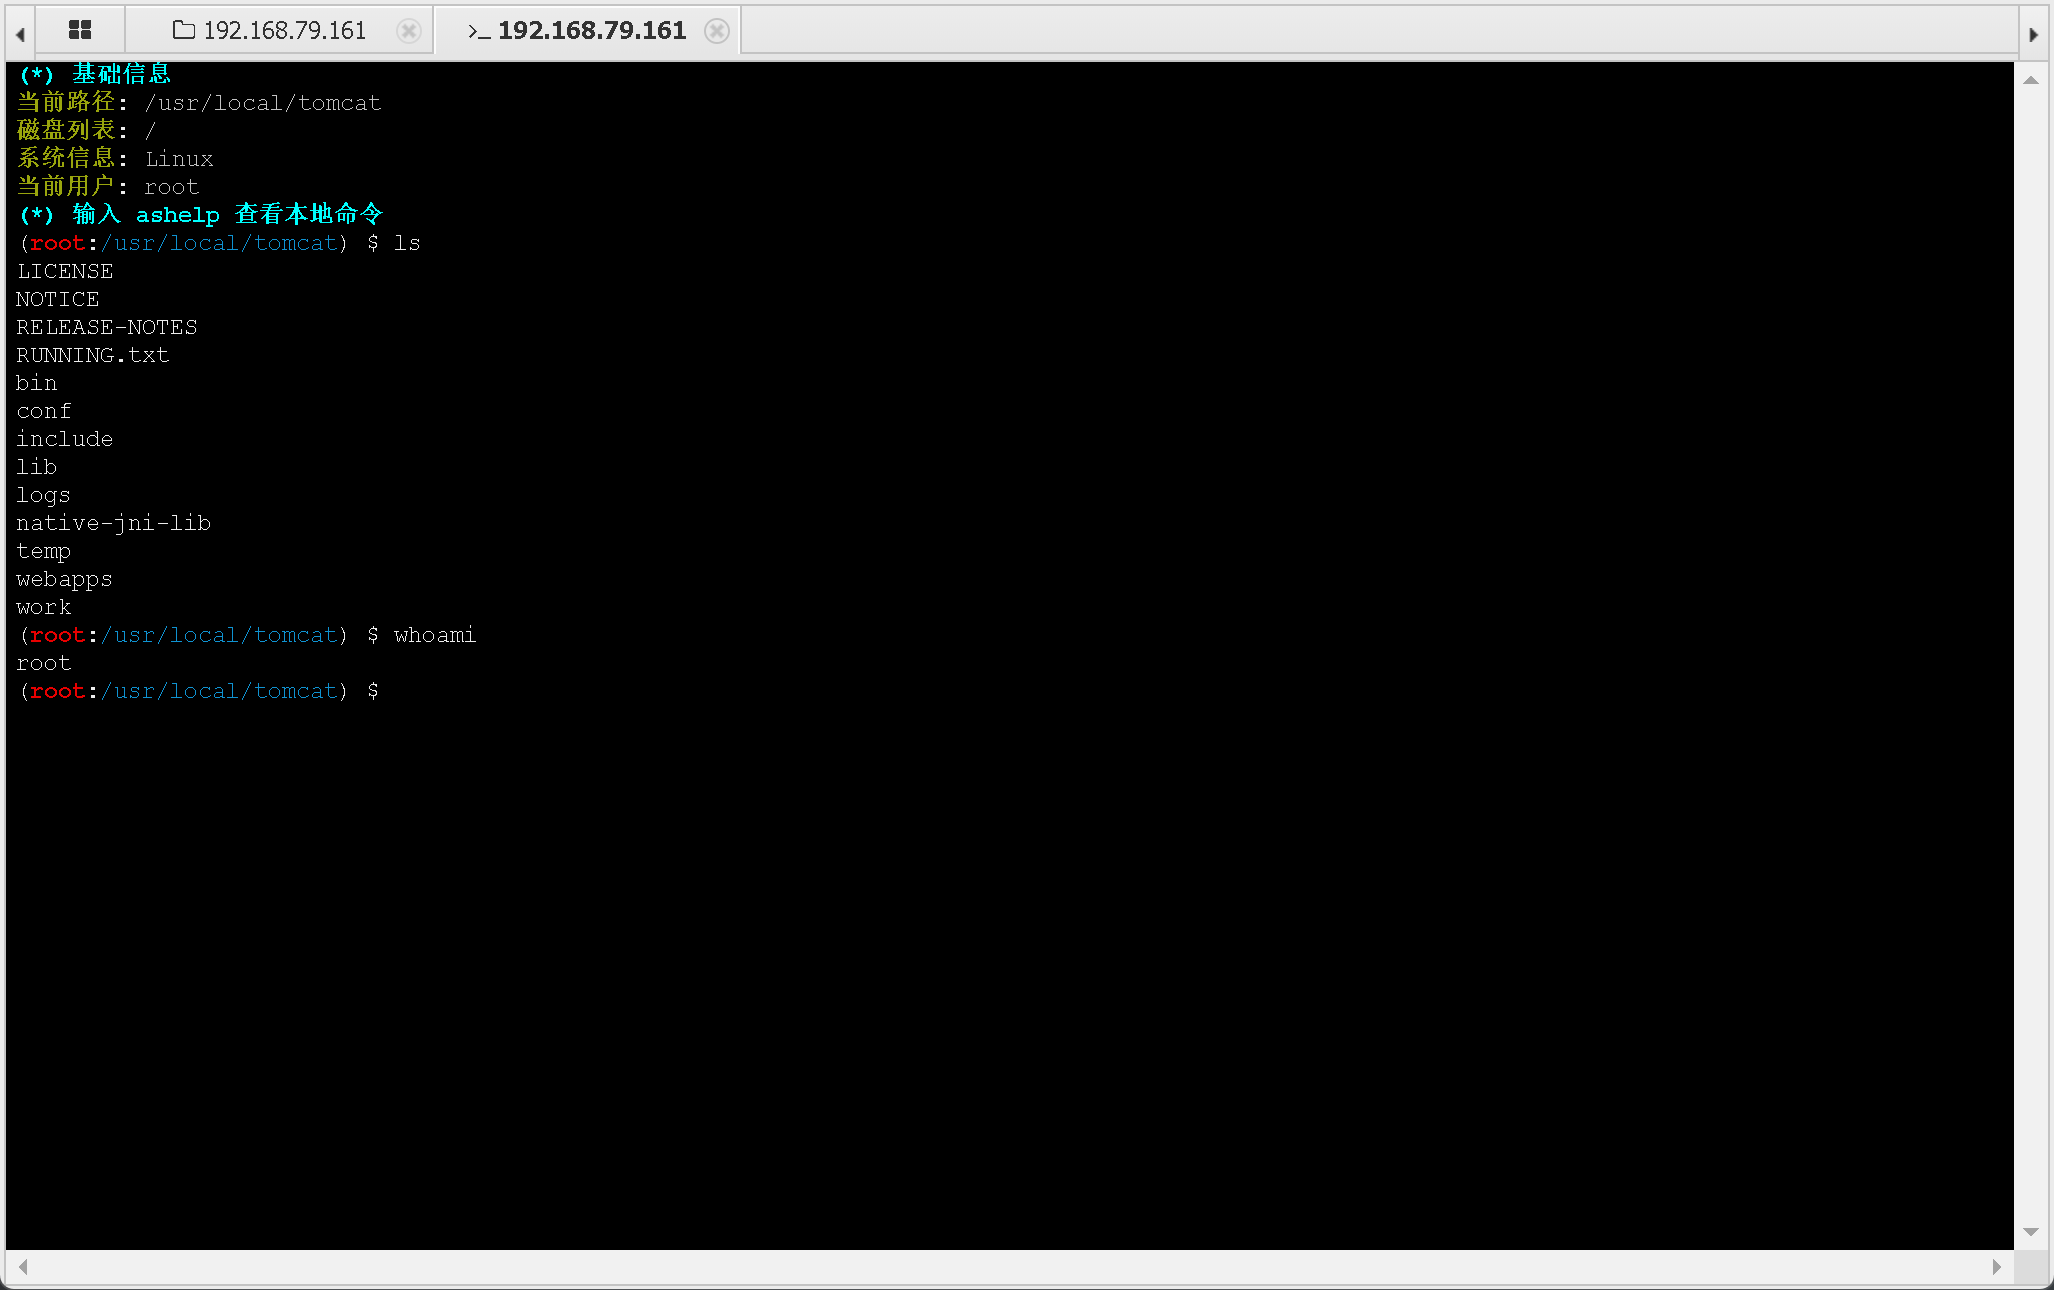 192.168.79.161
>_ 192.168.79.161
(*) 基础信息
当前路径: /usr/local/tomcat
磁盘列表: /
系统信息: Linux
当前用户: root
(*) 输入 ashelp 查看本地命令
(root:/usr/local/tomcat) $ ls
LICENSE
NOTICE
RELEASE-NOTES
RUNNING.txt
bin
conf
include
lib
logs
native-jni-lib
temp
webapps
work
(root:/usr/local/tomcat) $ whoami
root
(root:/usr/local/tomcat) $